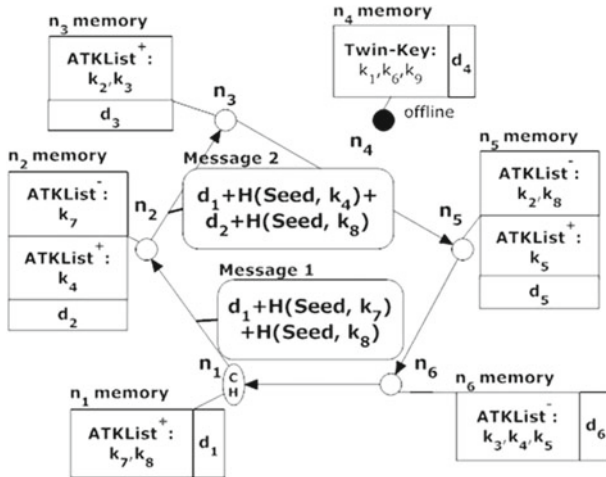 n3 memory
ATKList+:
k2,k3
d3
n3
n4 memory
Twin-Key:
k1,k6,k9
d4
offline
n4
n2 memory
ATKList-:
k7
ATKList+:
k4
d2
n2
Message 2
d1+H(Seed, k4)+
d2+H(Seed, k8)
n5
n5 memory
ATKList-:
k2,k8
ATKList+:
k5
d5
Message 1
d1+H(Seed, k7)
+H(Seed, k8)
n1
C
H
n6
n1 memory
ATKList+:
k7,k8
d1
n6 memory
ATKList-:
k3,k4,k5
d6